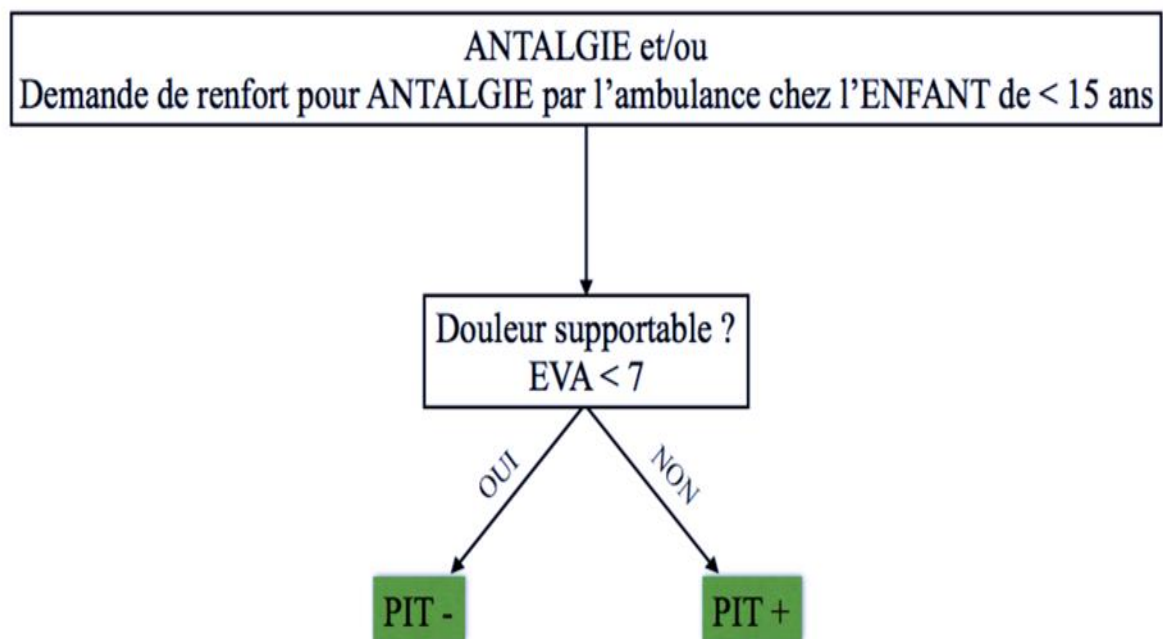 ANTALGIE et/ou
Demande de renfort pour ANTALGIE par l’ambulance chez l’ENFANT de < 15 ans
Douleur supportable ?
EVA < 7
OUI
NON
PIT -
PIT +